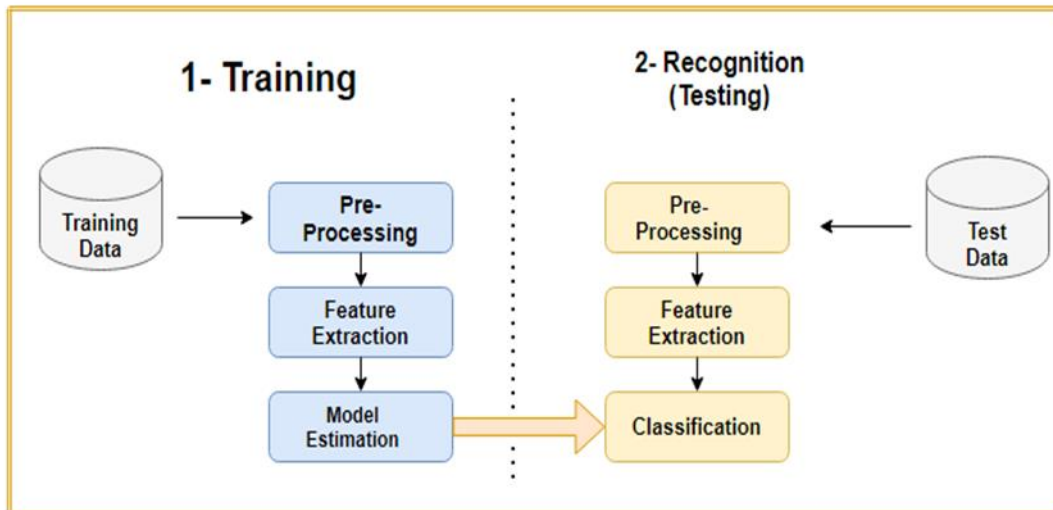 1- Training
2- Recognition
(Testing)
Training
Data
Pre-
Processing
Feature
Extraction
Model
Estimation
Pre-
Processing
Feature
Extraction
Classification
Test
Data